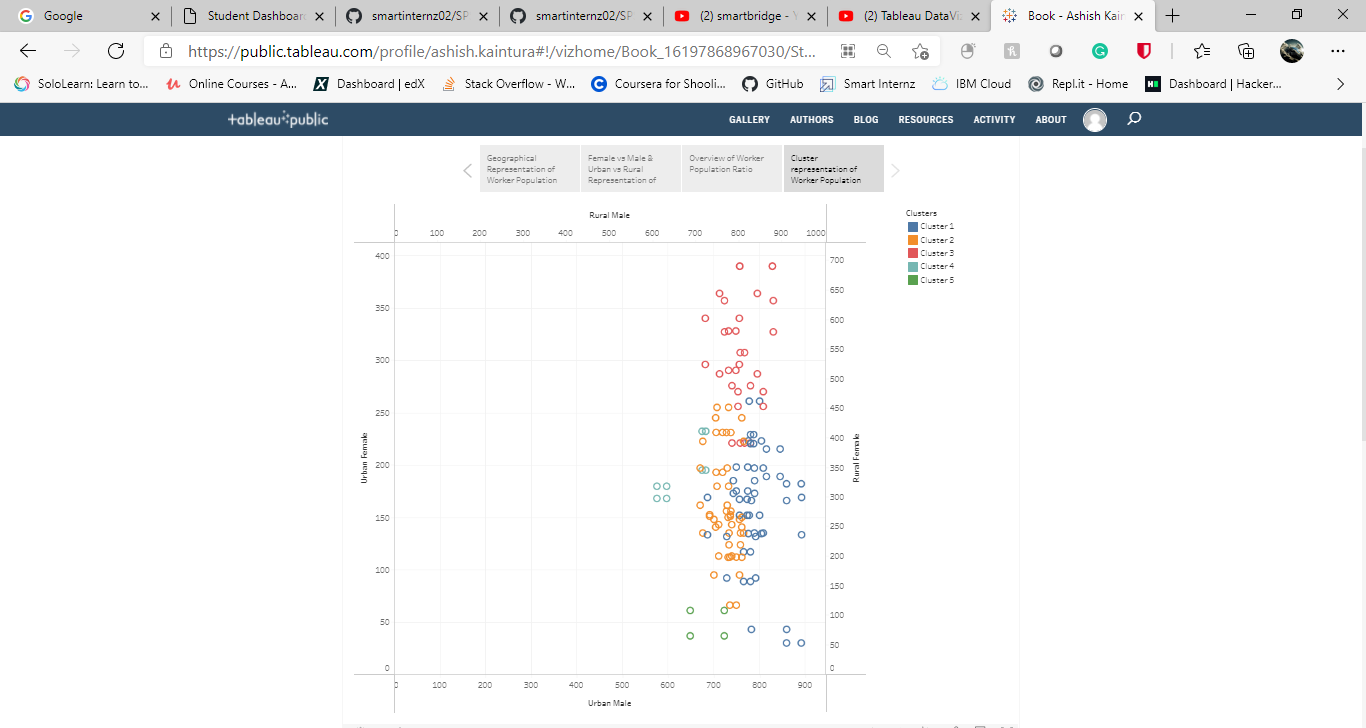 Google
Student Dashboard
smartinternz02/SP
smartinternz02/SP
(2) smartbridge - Y
(2) Tableau DataVi
Book - Ashish Kain
https://public.tableau.com/profile/ashish.kaintura#!/vizhome/Book_16197868967030/St...
SoloLearn: Learn to...
Online Courses - A...
Dashboard | edX
Stack Overflow - W...
Coursera for Shooli...
GitHub
Smart Internz
IBM Cloud
Repl.it - Home
Dashboard | Hacker...
tableau public
GALLERY AUTHORS BLOG RESOURCES ACTIVITY ABOUT
Geographical
Representation of
Worker Population
Female vs Male &
Urban vs Rural
Representation of
Overview of Worker
Population Ratio
Cluster
representation of
Worker Population
Rural Male
0 100 200 300 400 500 600 700 800 900 1000
Clusters
Cluster 1
Cluster 2
Cluster 3
Cluster 4
Cluster 5
Urban Female
400
350
300
250
200
150
100
50
0
700
650
600
550
500
450
400
350
300
250
200
150
100
50
0
Rural Female
0 100 200 300 400 500 600 700 800 900
Urban Male